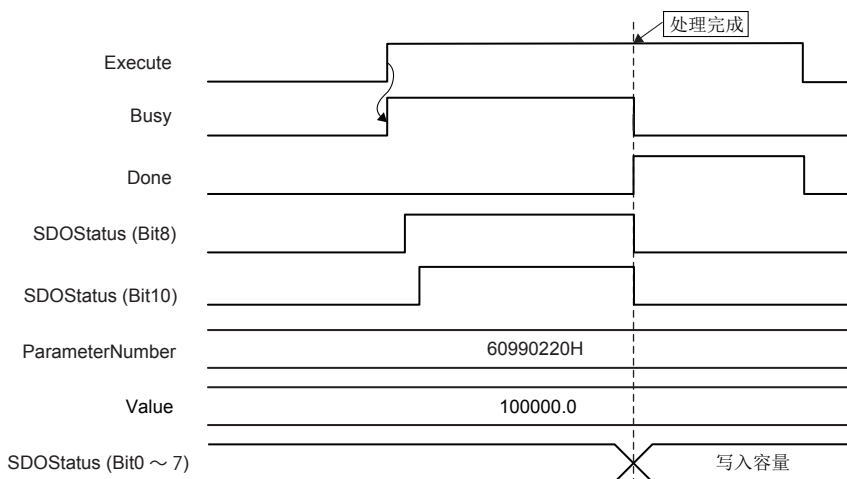 处理完成
Execute
Busy
Done
SDOStatus (Bit8)
SDOStatus (Bit10)
ParameterNumber 60990220H
Value 100000.0
SDOStatus (Bit0 ～ 7) 写入容量